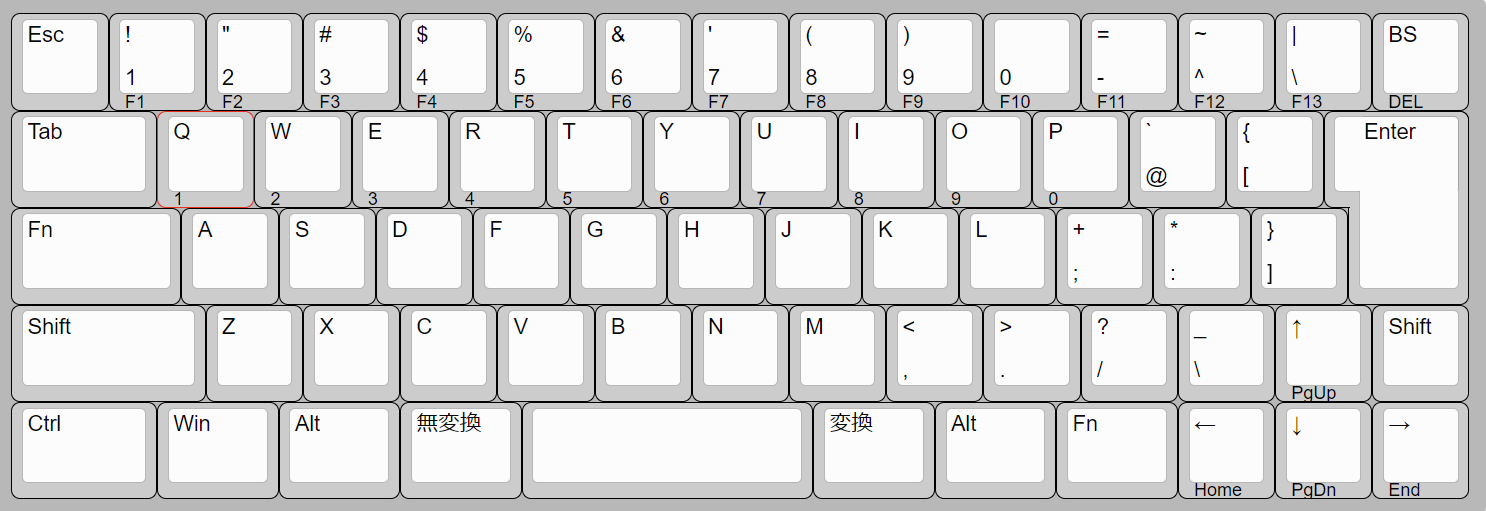 Esc ! " # $ % & ' ( ) = ~ | BS
1 2 3 4 5 6 7 8 9 0 - ^ \
F1 F2 F3 F4 F5 F6 F7 F8 F9 F10 F11 F12 F13 DEL
Tab Q W E R T Y U I O P ` { Enter
@ [
1 2 3 4 5 6 7 8 9 0
Fn A S D F G H J K L + * }
; : ]
Shift Z X C V B N M < > ? _ ↑ Shift
, . / \
PgUp
Ctrl Win Alt 無変換 変換 Alt Fn ← ↓ →
Home PgDn End